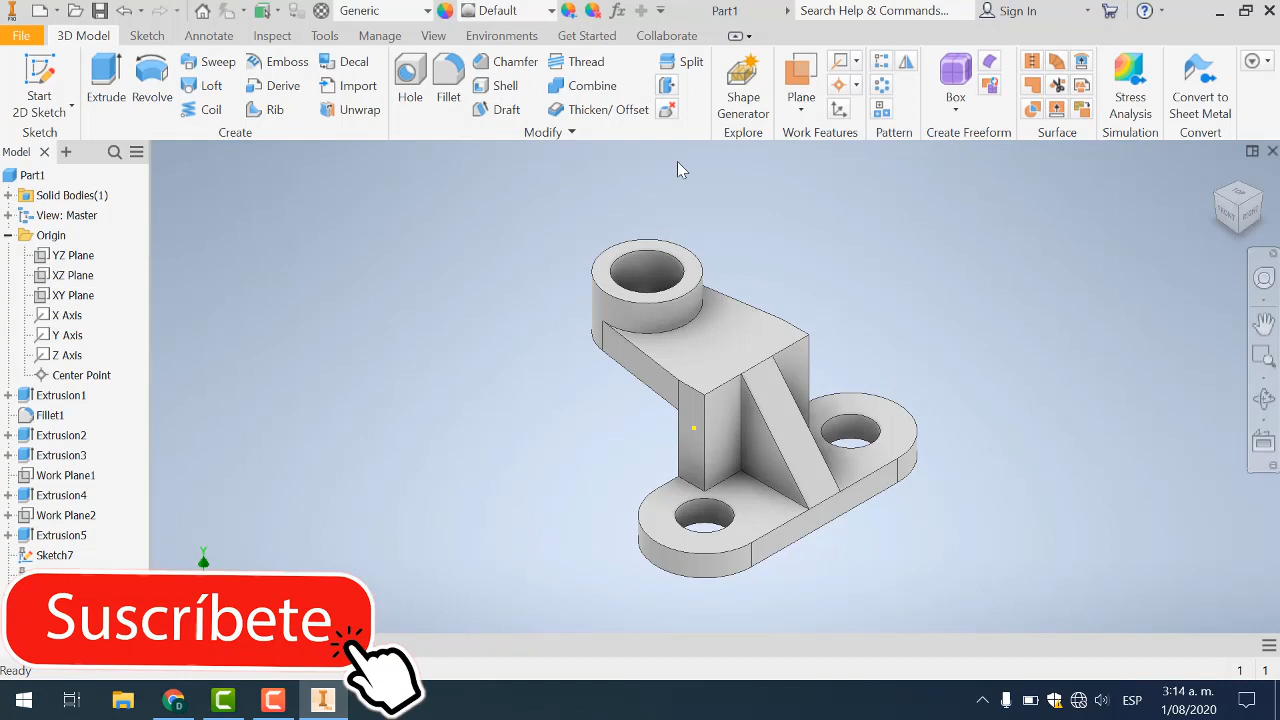 PRO
Generic
Default
Part1
Search Help & Commands...
Sign In
File
3D Model
Sketch
Annotate
Inspect
Tools
Manage
View
Environments
Get Started
Collaborate
Start
2D Sketch
Extrude
Revolve
Sweep
Loft
Coil
Emboss
Derive
Rib
Decal
Import
Unwrap
Hole
Fillet
Chamfer
Shell
Draft
Thread
Combine
Thicken/ Offset
Split
Shape
Generator
Plane
Box
Stress
Analysis
Convert to
Sheet Metal
Sketch
Create
Modify
Explore
Work Features
Pattern
Create Freeform
Surface
Simulation
Convert
Model
Part1
Solid Bodies(1)
View: Master
Origin
YZ Plane
XZ Plane
XY Plane
X Axis
Y Axis
Z Axis
Center Point
Extrusion1
Fillet1
Extrusion2
Extrusion3
Work Plane1
Extrusion4
Work Plane2
Extrusion5
Sketch7
TOP
FRONT
RIGHT
Y
Suscríbete
Ready
1 1
ESP
3:14 a. m.
1/08/2020